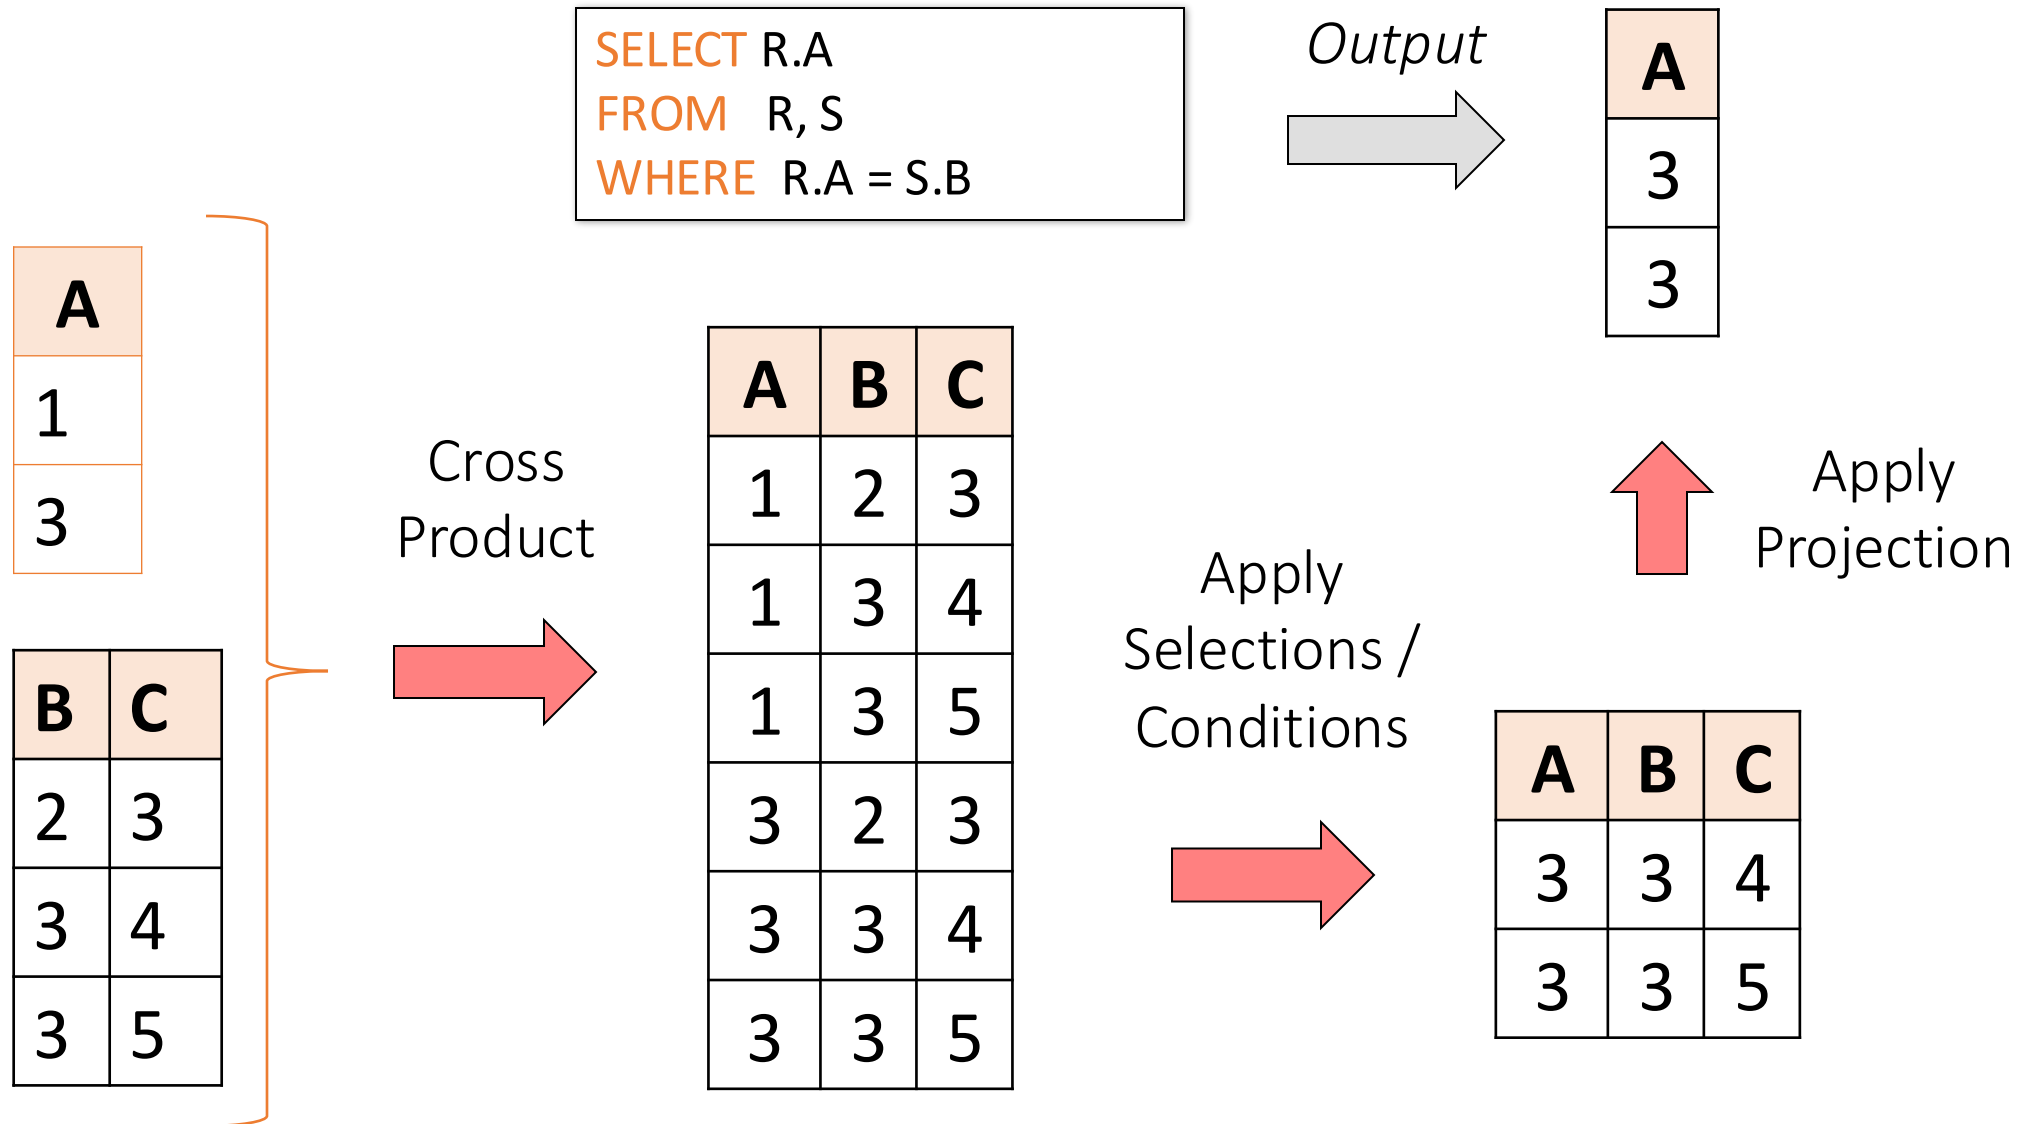 SELECT R.A
FROM R, S
WHERE R.A = S.B
Output
A
3
3
A
1
3
B C
2 3
3 4
3 5
Cross
Product
A B C
1 2 3
1 3 4
1 3 5
3 2 3
3 3 4
3 3 5
Apply
Selections /
Conditions
A B C
3 3 4
3 3 5
Apply
Projection